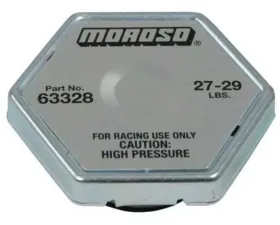 MOROSO®
Part No.
63328
27-29
LBS.
FOR RACING USE ONLY
CAUTION:
HIGH PRESSURE